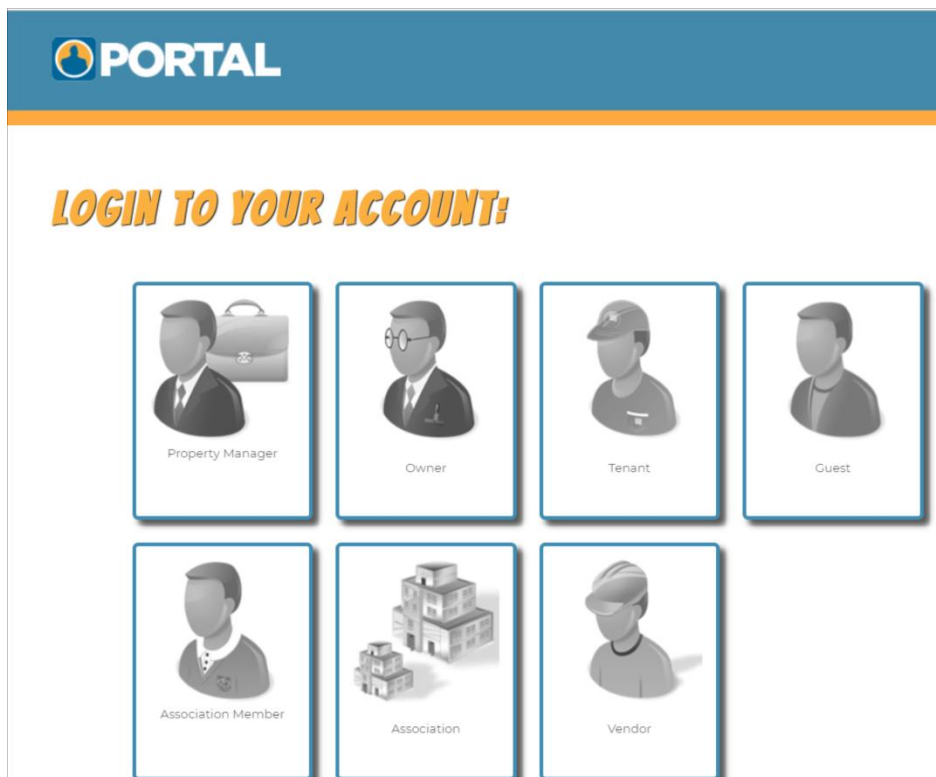 PORTAL
LOGIN TO YOUR ACCOUNT:
Property Manager
Owner
Tenant
Guest
Association Member
Association
Vendor